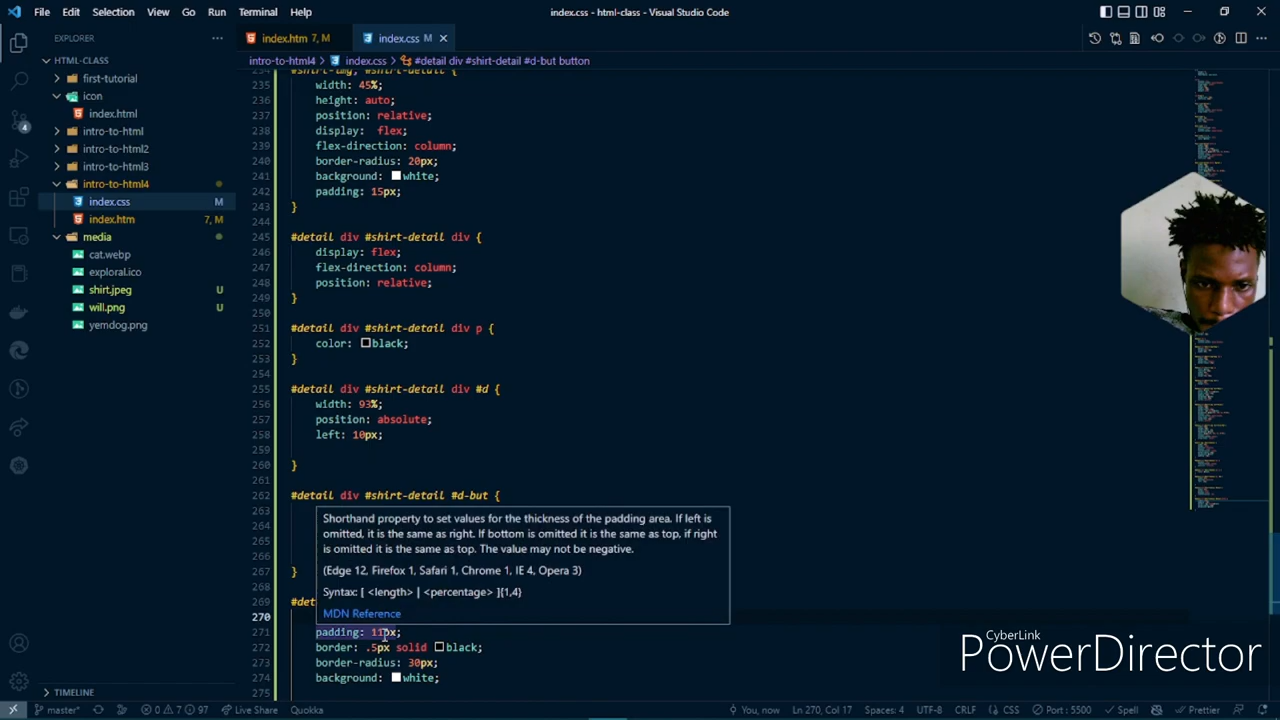 File Edit Selection View Go Run Terminal Help
index.css - html-class - Visual Studio Code
EXPLORER
HTML-CLASS
first-tutorial
icon
index.html
intro-to-html
intro-to-html2
intro-to-html3
intro-to-html4
index.css M
index.htm 7, M
media
cat.webp
exploral.ico
shirt.jpeg U
will.png U
yemdog.png
TIMELINE
4
index.htm 7, M index.css M
intro-to-html4 > index.css > #detail div #shirt-detail #d-but button
234 #shirt-img, #shirt-detail {
235 width: 45%;
236 height: auto;
237 position: relative;
238 display: flex;
239 flex-direction: column;
240 border-radius: 20px;
241 background: white;
242 padding: 15px;
243 }
244
245 #detail div #shirt-detail div {
246 display: flex;
247 flex-direction: column;
248 position: relative;
249 }
250
251 #detail div #shirt-detail div p {
252 color: black;
253 }
254
255 #detail div #shirt-detail div #d {
256 width: 93%;
257 position: absolute;
258 left: 10px;
259
260 }
261
262 #detail div #shirt-detail #d-but {
263
264
265
266
267 }
268
269 #det
270
271 padding: 11px;
272 border: .5px solid black;
273 border-radius: 30px;
274 background: white;
275
Shorthand property to set values for the thickness of the padding area. If left is
omitted, it is the same as right. If bottom is omitted it is the same as top, if right
is omitted it is the same as top. The value may not be negative.
(Edge 12, Firefox 1, Safari 1, Chrome 1, IE 4, Opera 3)
Syntax: [ <length> | <percentage> ]{1,4}
MDN Reference
CyberLink
PowerDirector
master* 0 7 97 Live Share Quokka You, now Ln 270, Col 17 Spaces: 4 UTF-8 CRLF CSS Port : 5500 Spell Prettier